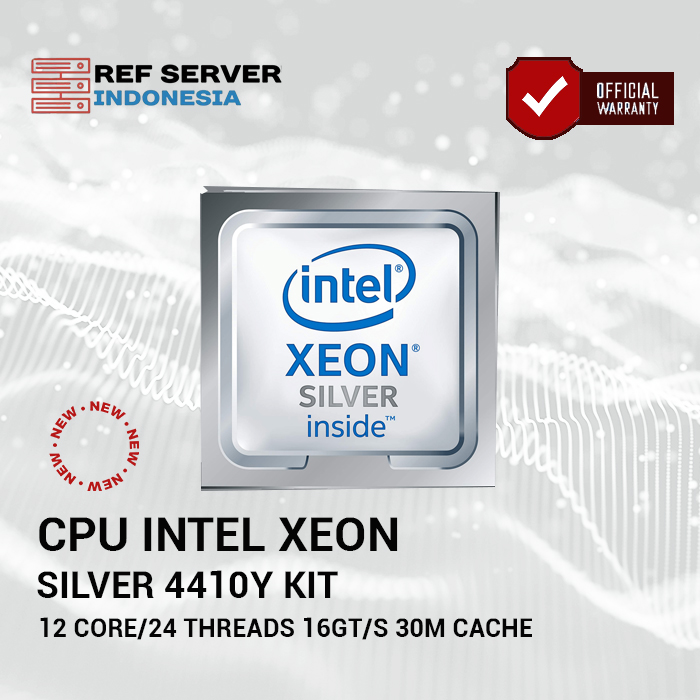 REF SERVER
INDONESIA
OFFICIAL
WARRANTY
intel®
XEON®
SILVER
inside™
NEW • NEW • NEW • NEW • NEW • NEW •
CPU INTEL XEON
SILVER 4410Y KIT
12 CORE/24 THREADS 16GT/S 30M CACHE